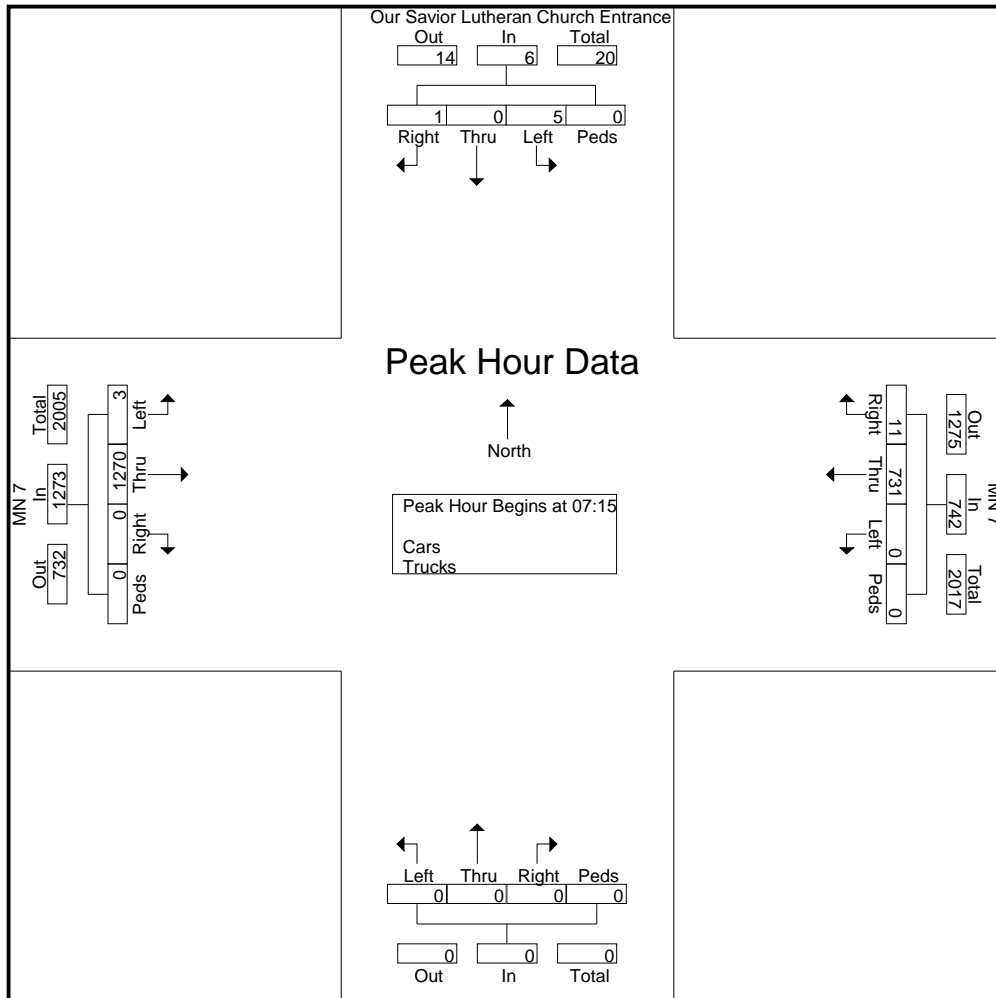 Our Savior Lutheran Church Entrance
Out In Total
14 6 20
1 0 5 0
Right Thru Left Peds
Peak Hour Data
North
Peak Hour Begins at 07:15
Cars
Trucks
MN 7
Total In Out
2005 1273 732
3 1270 0 0
Left Thru Right Peds
Right Thru Left Peds
11 731 0 0
Out In Total
1275 742 2017
MN 7
Left Thru Right Peds
0 0 0 0
0 0 0
Out In Total